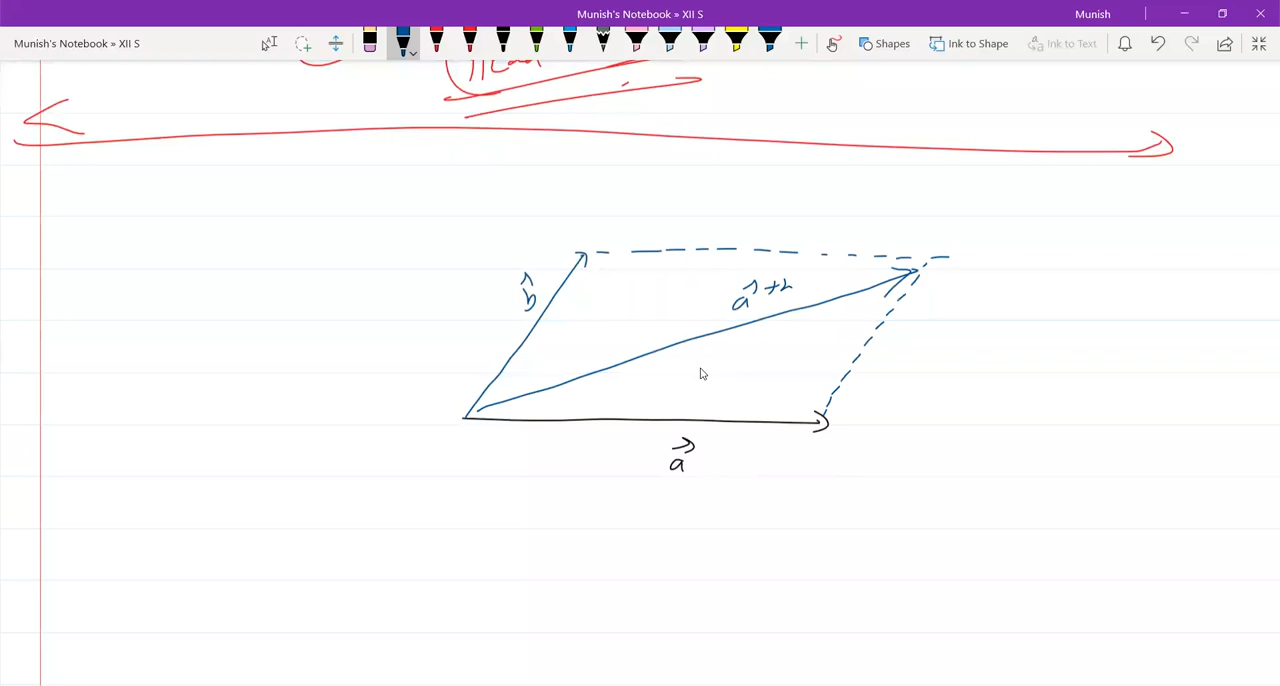 Munish's Notebook » XII S
Munish
Munish's Notebook » XII S
Shapes
Ink to Shape
Ink to Text
b
a +
a